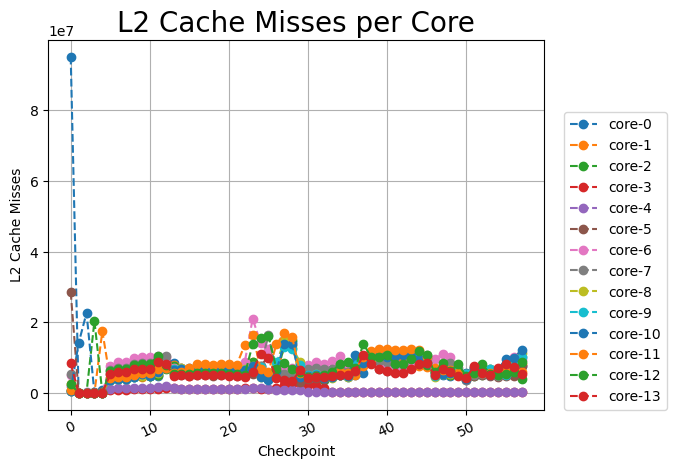 L2 Cache Misses per Core
1e7
8
6
4
2
0
L2 Cache Misses
0
10
20
30
40
50
Checkpoint
core-0
core-1
core-2
core-3
core-4
core-5
core-6
core-7
core-8
core-9
core-10
core-11
core-12
core-13